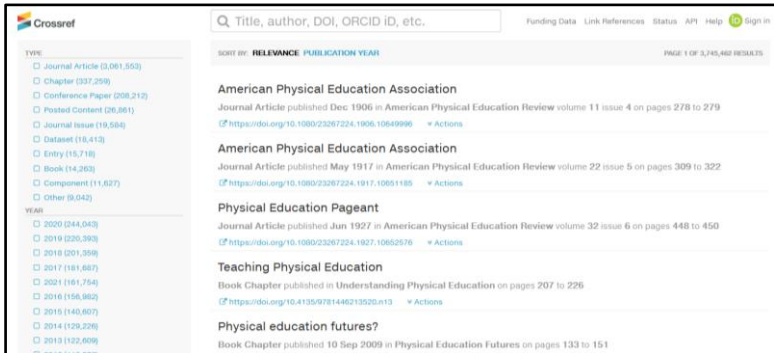 Crossref
Title, author, DOI, ORCID iD, etc.
Funding Data Link References Status API Help iD Sign in
TYPE
Journal Article (3,061,553)
Chapter (337,259)
Conference Paper (208,212)
Posted Content (26,661)
Journal Issue (19,564)
Dataset (18,413)
Entry (15,718)
Book (14,263)
Component (11,627)
Other (9,042)
YEAR
2020 (244,043)
2019 (220,393)
2018 (201,359)
2017 (181,687)
2021 (161,754)
2016 (156,982)
2015 (140,607)
2014 (129,226)
2013 (122,609)
SORT BY: RELEVANCE PUBLICATION YEAR
PAGE 1 OF 3,745,462 RESULTS
American Physical Education Association
Journal Article published Dec 1906 in American Physical Education Review volume 11 issue 4 on pages 278 to 279
https://doi.org/10.1080/23267224.1906.10649996 Actions
American Physical Education Association
Journal Article published May 1917 in American Physical Education Review volume 22 issue 5 on pages 309 to 322
https://doi.org/10.1080/23267224.1917.10651185 Actions
Physical Education Pageant
Journal Article published Jun 1927 in American Physical Education Review volume 32 issue 6 on pages 448 to 450
https://doi.org/10.1080/23267224.1927.10652576 Actions
Teaching Physical Education
Book Chapter published in Understanding Physical Education on pages 207 to 226
https://doi.org/10.4135/9781446213520.n13 Actions
Physical education futures?
Book Chapter published 10 Sep 2009 in Physical Education Futures on pages 133 to 151